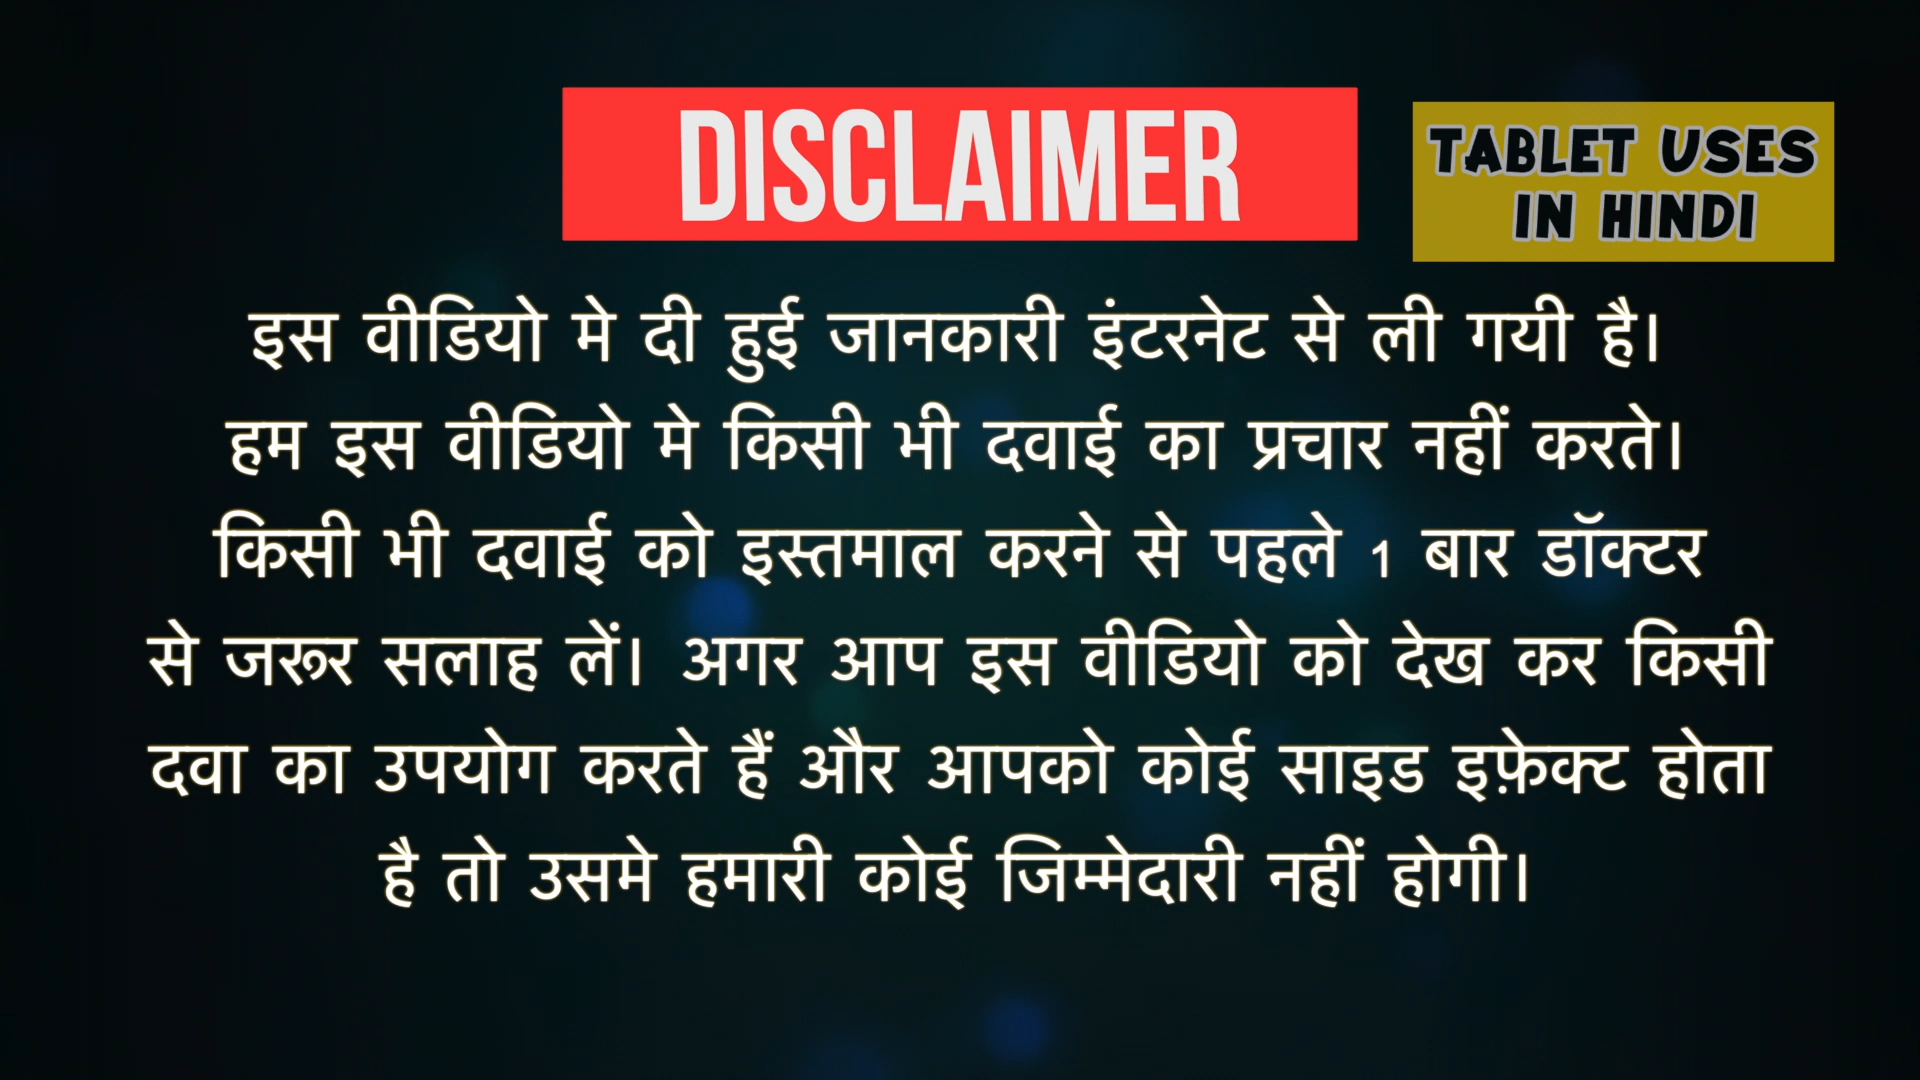 DISCLAIMER
TABLET USES
IN HINDI
इस वीडियो मे दी हुई जानकारी इंटरनेट से ली गयी है।
हम इस वीडियो मे किसी भी दवाई का प्रचार नहीं करते।
किसी भी दवाई को इस्तमाल करने से पहले 1 बार डॉक्टर
से जरूर सलाह लें। अगर आप इस वीडियो को देख कर किसी
दवा का उपयोग करते हैं और आपको कोई साइड इफ़ेक्ट होता
है तो उसमे हमारी कोई जिम्मेदारी नहीं होगी।